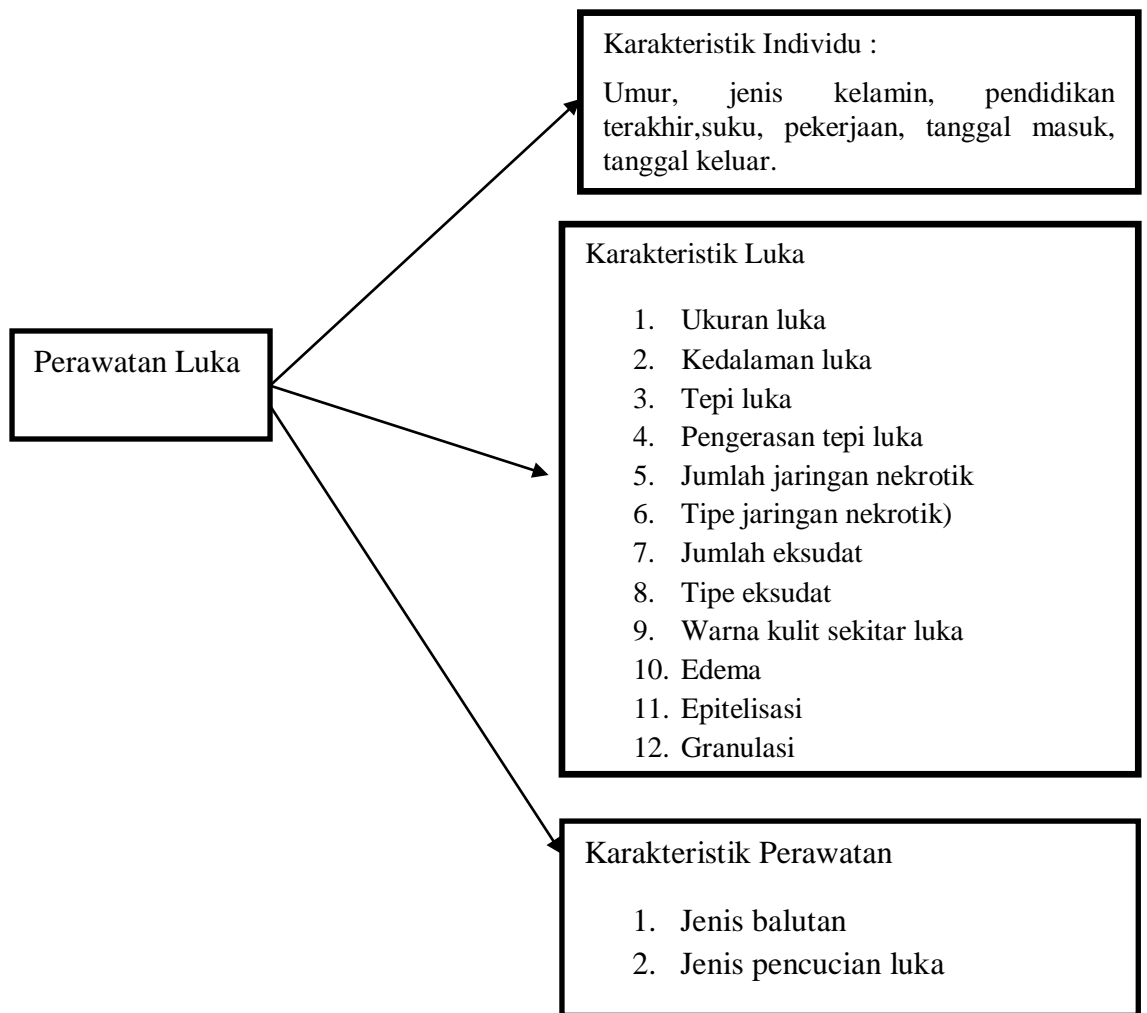 Karakteristik Individu :
Umur, jenis kelamin, pendidikan
terakhir,suku, pekerjaan, tanggal masuk,
tanggal keluar.
Perawatan Luka
Karakteristik Luka
1. Ukuran luka
2. Kedalaman luka
3. Tepi luka
4. Pengerasan tepi luka
5. Jumlah jaringan nekrotik
6. Tipe jaringan nekrotik)
7. Jumlah eksudat
8. Tipe eksudat
9. Warna kulit sekitar luka
10. Edema
11. Epitelisasi
12. Granulasi
Karakteristik Perawatan
1. Jenis balutan
2. Jenis pencucian luka